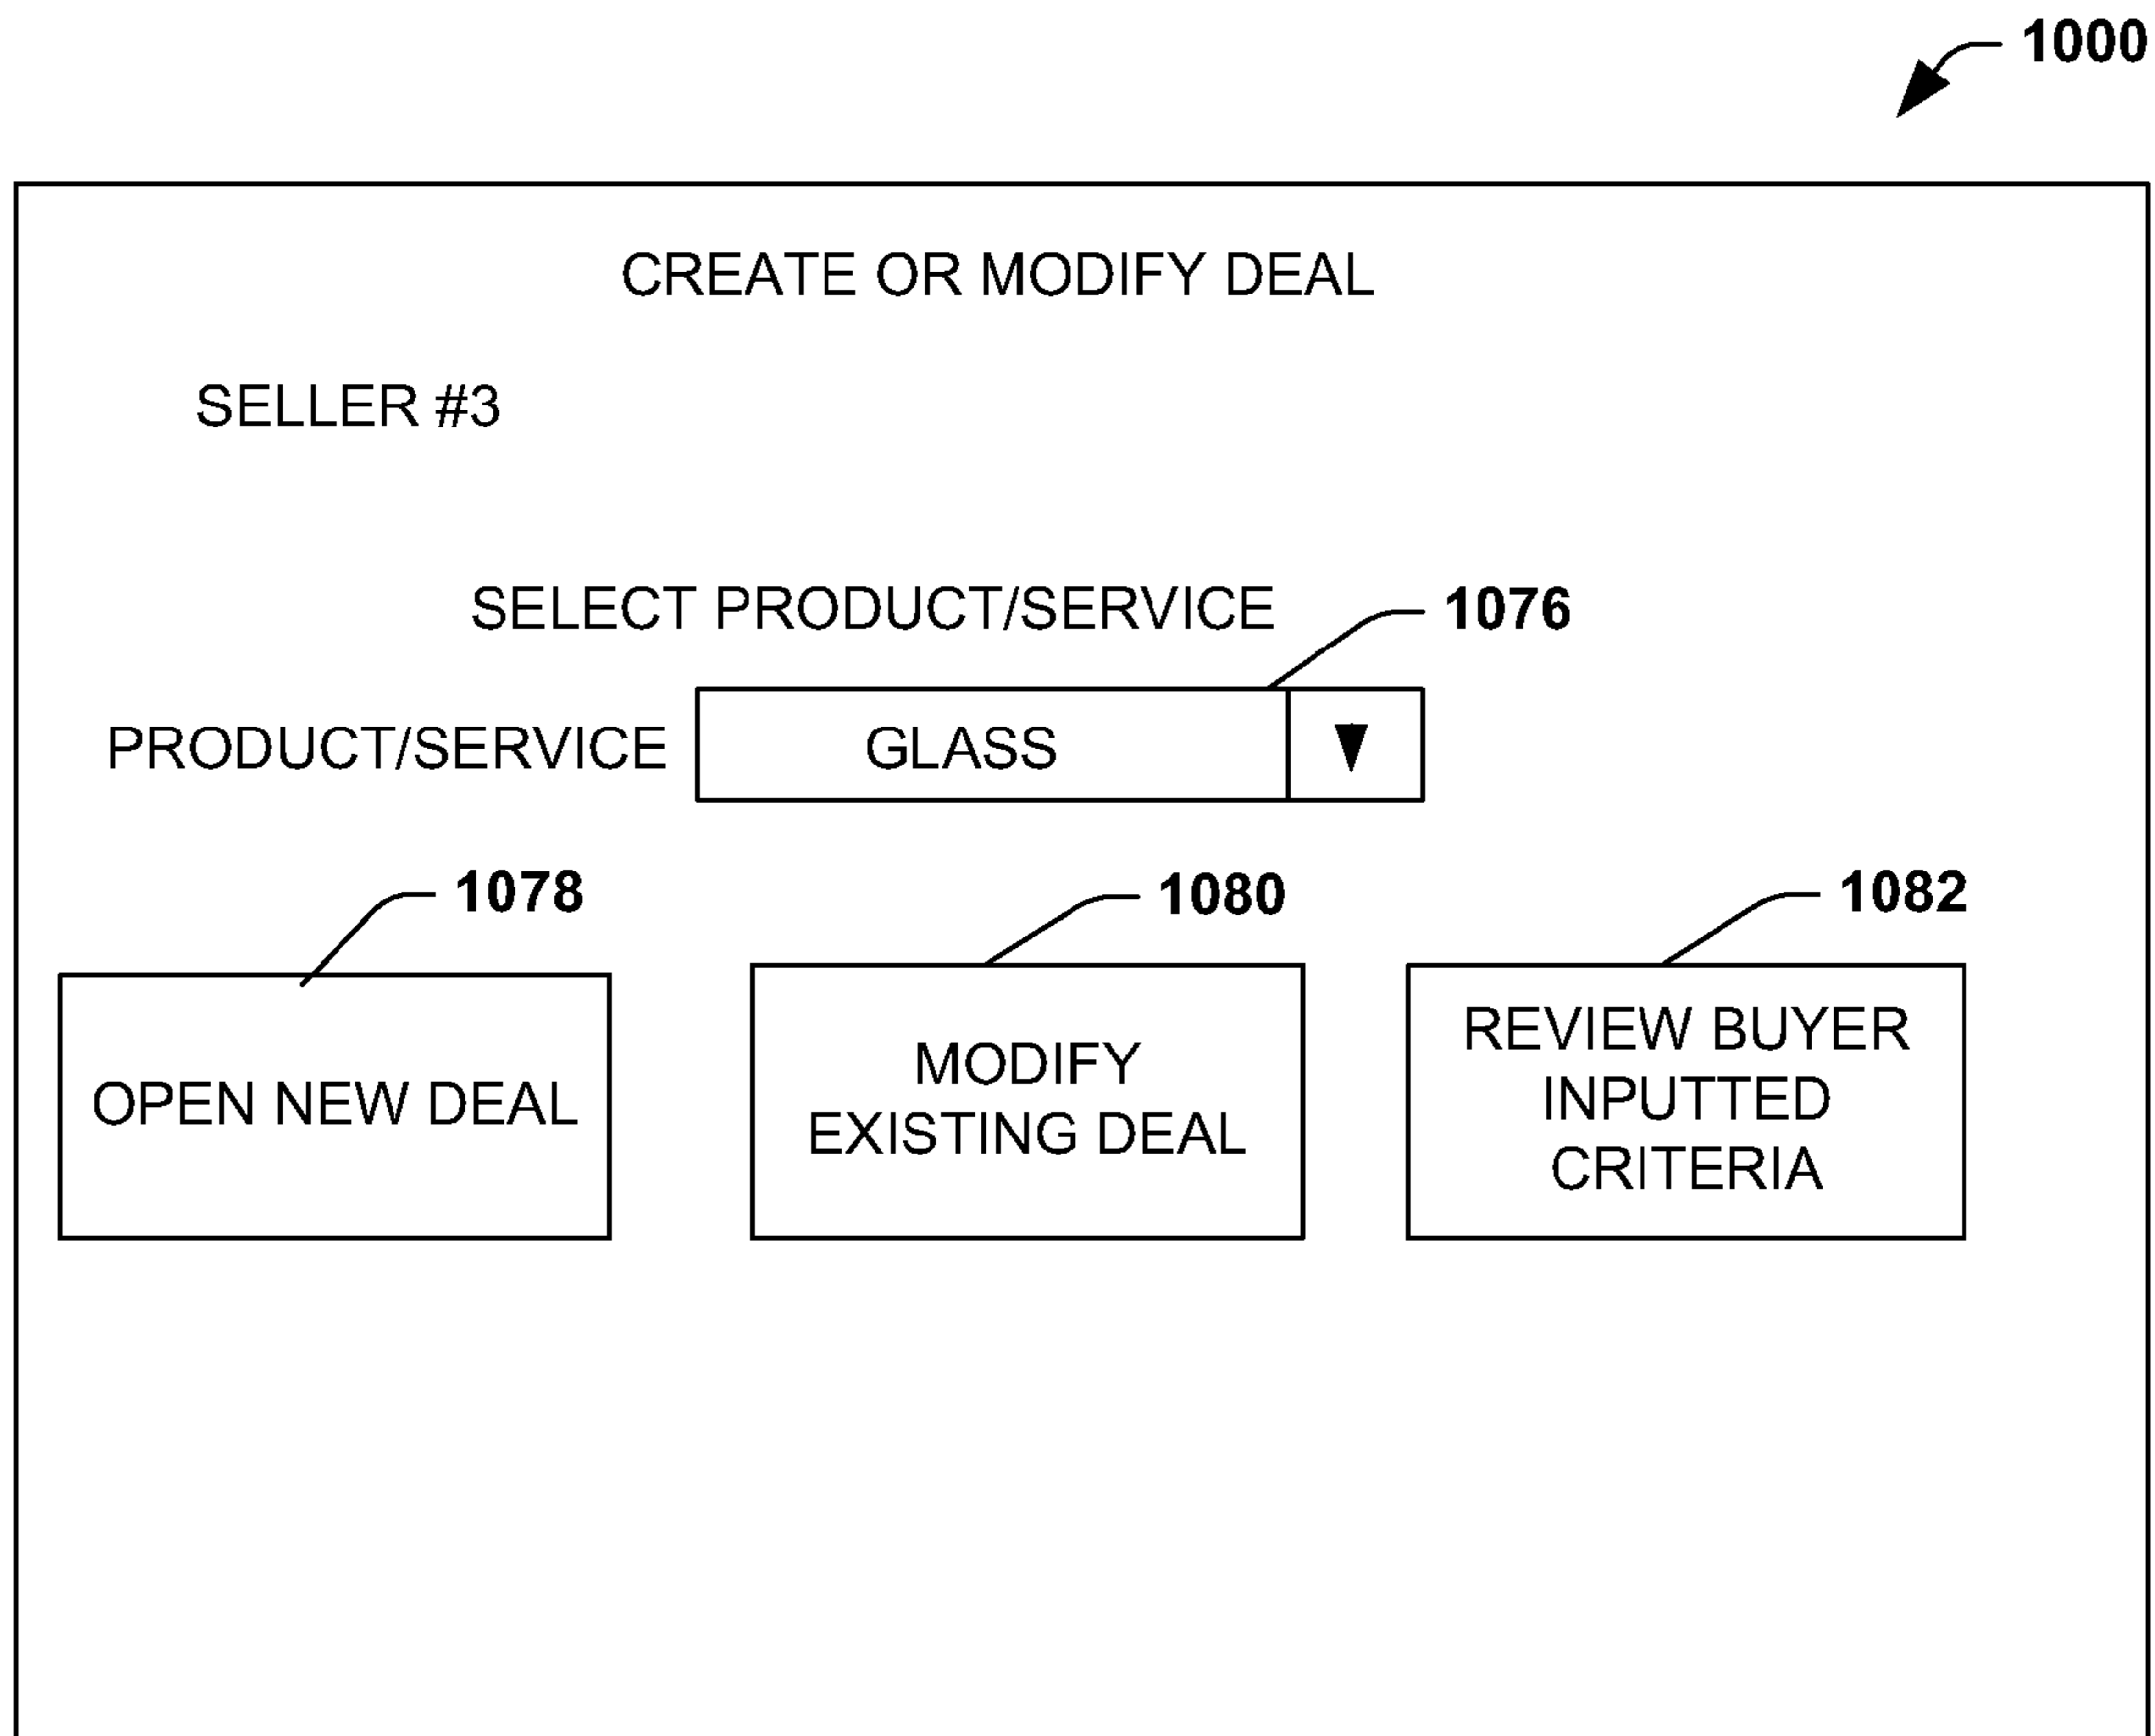 1000
CREATE OR MODIFY DEAL
SELLER #3
SELECT PRODUCT/SERVICE
1076
PRODUCT/SERVICE
GLASS
1078
1080
1082
OPEN NEW DEAL
MODIFY
EXISTING DEAL
REVIEW BUYER
INPUTTED
CRITERIA